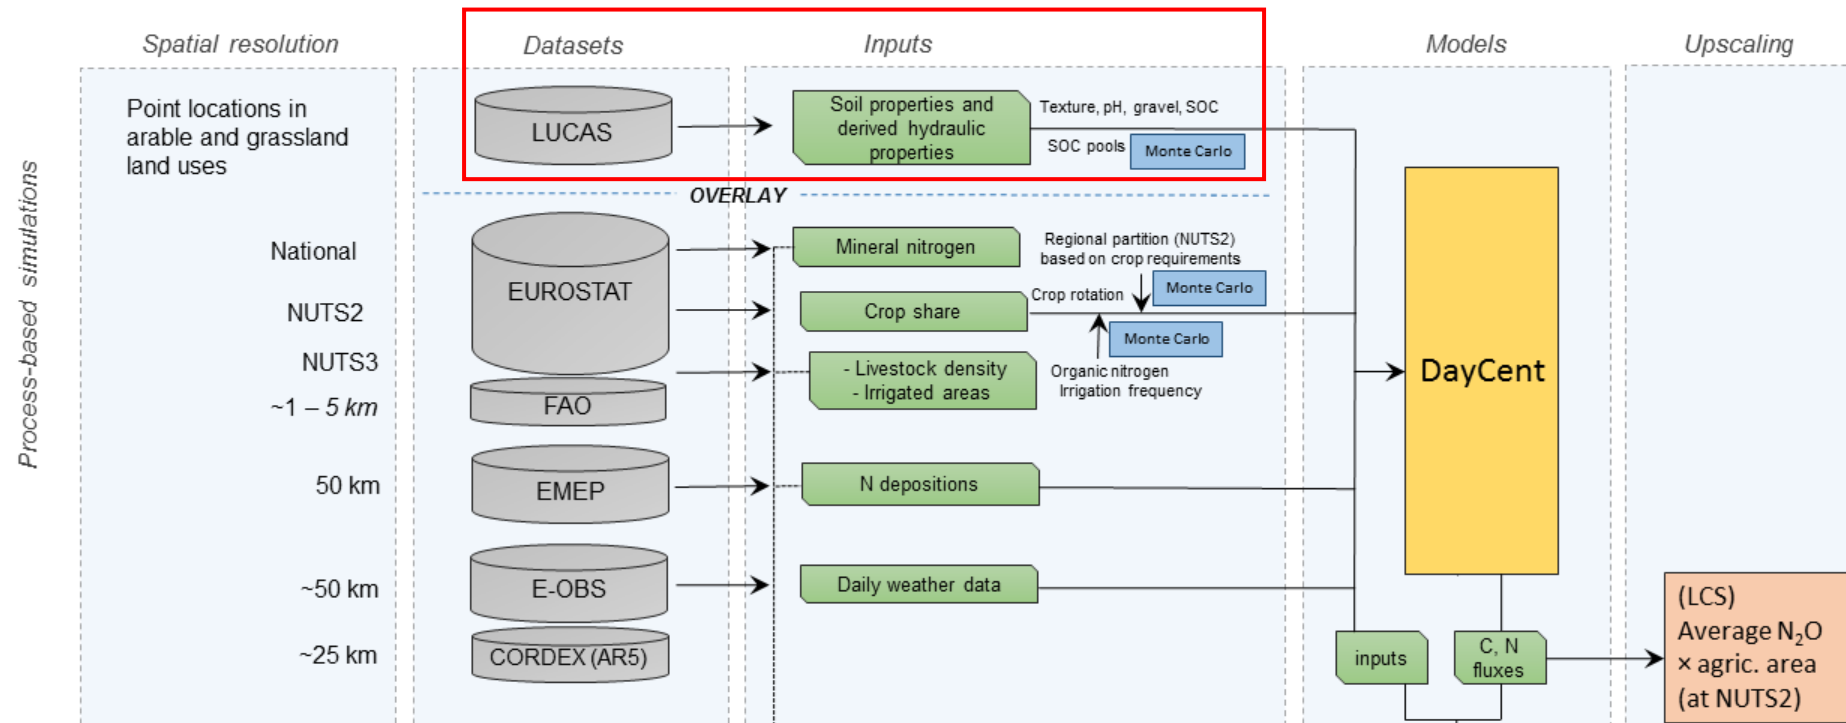 Spatial resolution
Datasets
Inputs
Models
Upscaling
Process-based simulations
Point locations in
arable and grassland
land uses
LUCAS
Soil properties and
derived hydraulic
properties
Texture, pH, gravel, SOC
SOC pools
Monte Carlo
OVERLAY
National
NUTS2
NUTS3
~1 – 5 km
EUROSTAT
FAO
Mineral nitrogen
Regional partition (NUTS2)
based on crop requirements
Monte Carlo
Crop share
Crop rotation
Monte Carlo
- Livestock density
- Irrigated areas
Organic nitrogen
Irrigation frequency
DayCent
50 km
EMEP
N depositions
~50 km
E-OBS
Daily weather data
~25 km
CORDEX (AR5)
inputs
C, N
fluxes
(LCS)
Average N₂O
× agric. area
(at NUTS2)